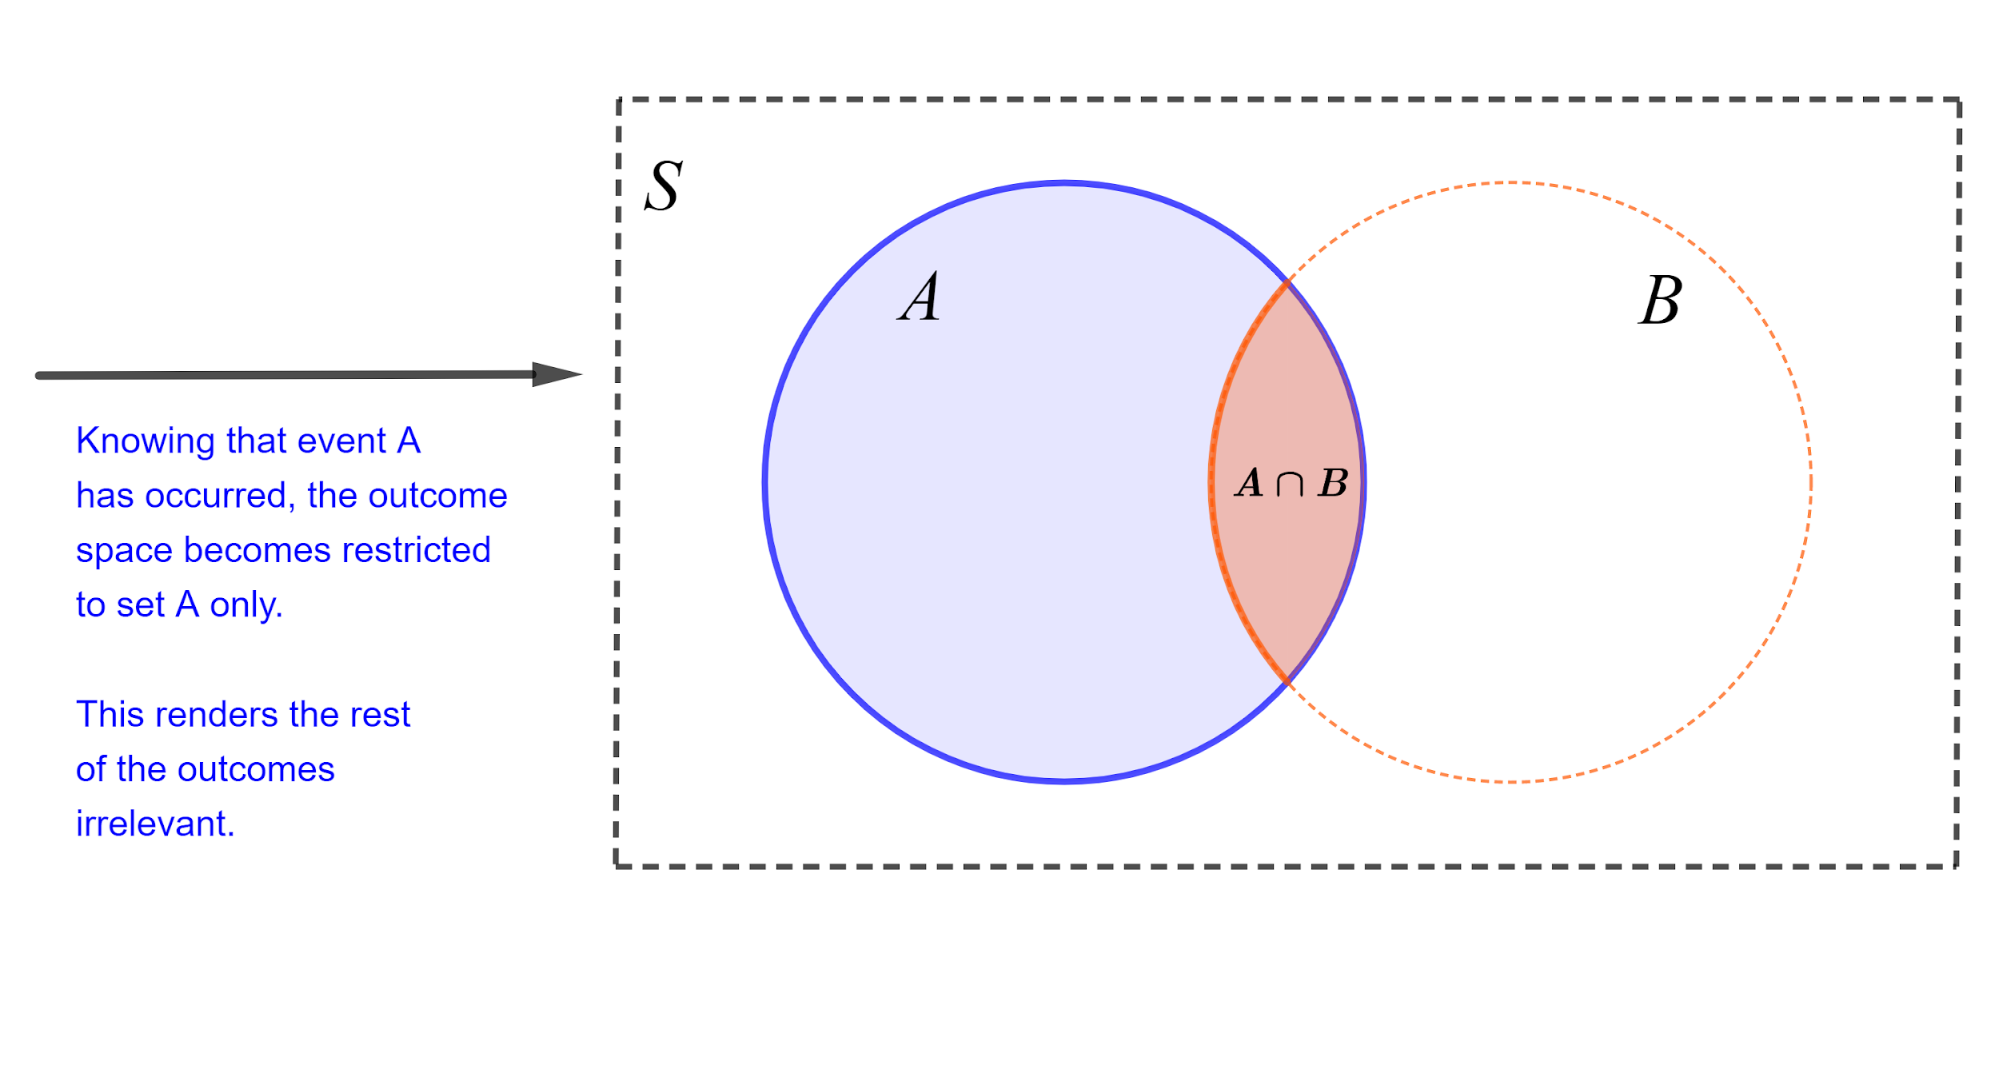 S
A
B
A ∩ B
Knowing that event A
has occurred, the outcome
space becomes restricted
to set A only.
This renders the rest
of the outcomes
irrelevant.